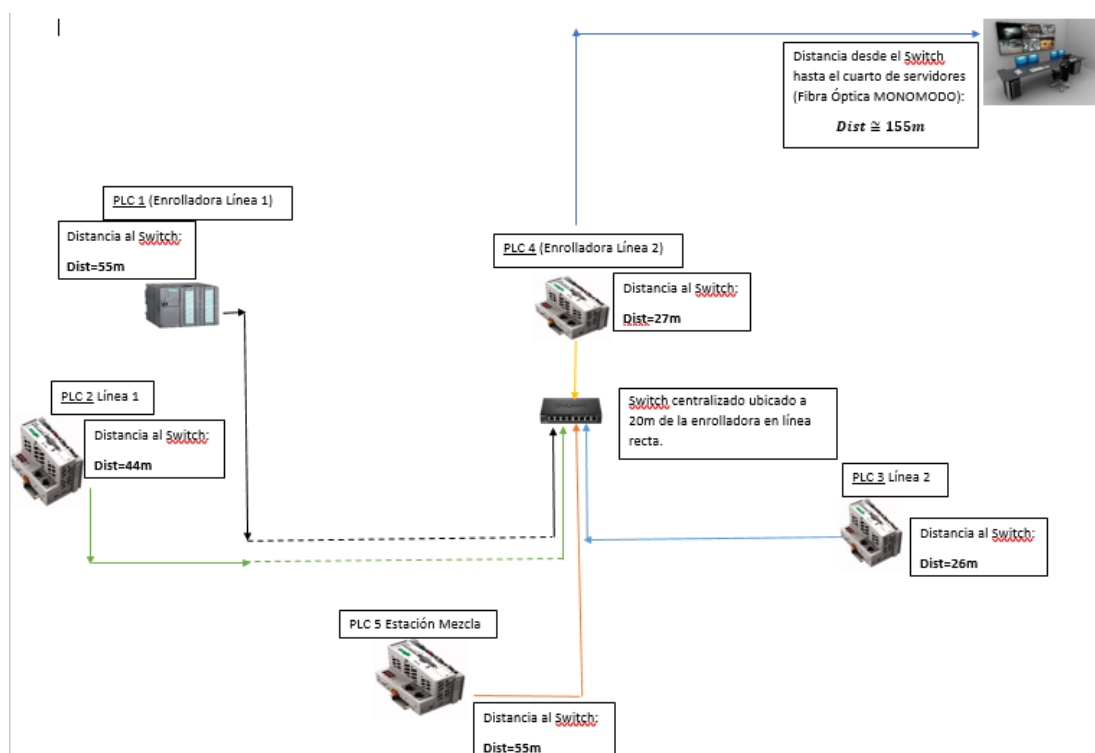 Distancia desde el Switch
hasta el cuarto de servidores
(Fibra Óptica MONOMODO):
Dist ≅ 155m
PLC 1 (Enrolladora Línea 1)
Distancia al Switch:
Dist=55m
PLC 4 (Enrolladora Línea 2)
Distancia al Switch:
Dist=27m
PLC 2 Línea 1
Distancia al Switch:
Dist=44m
Switch centralizado ubicado a
20m de la enrolladora en línea
recta.
PLC 3 Línea 2
Distancia al Switch:
Dist=26m
PLC 5 Estación Mezcla
Distancia al Switch:
Dist=55m